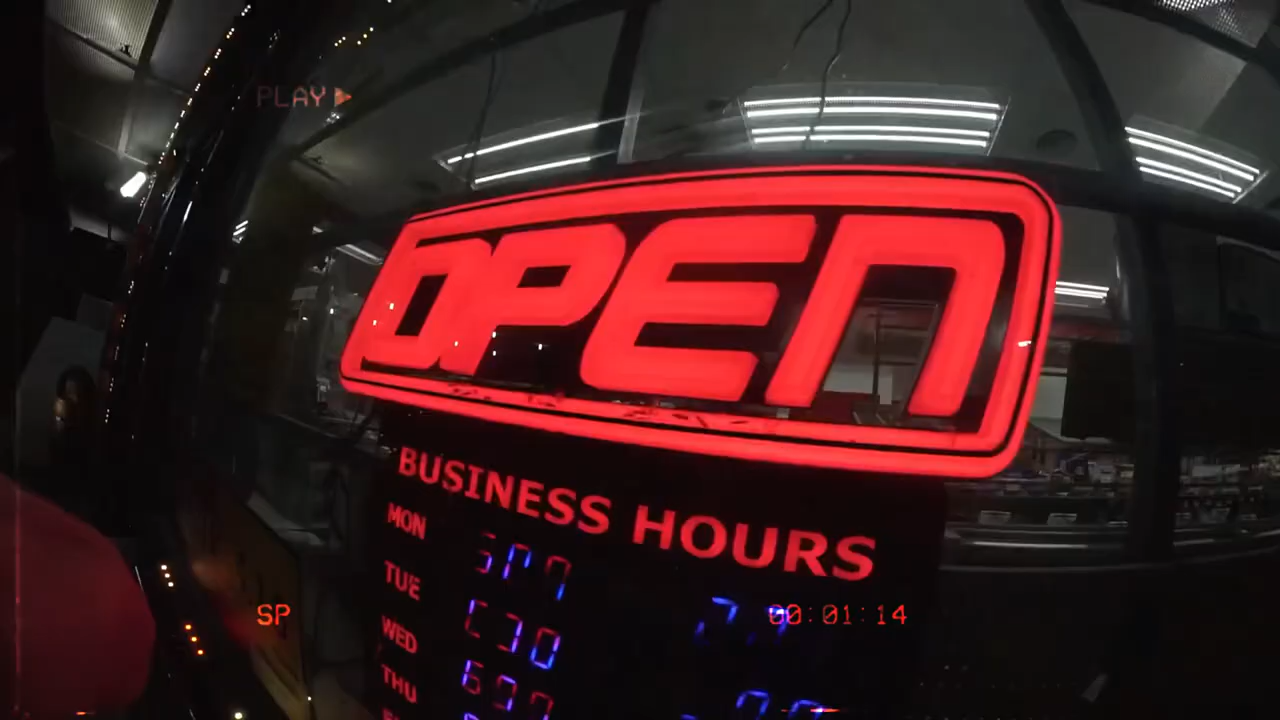 PLAY
OPEN
BUSINESS HOURS
MON
TUE
WED
THU
SP
00:01:14